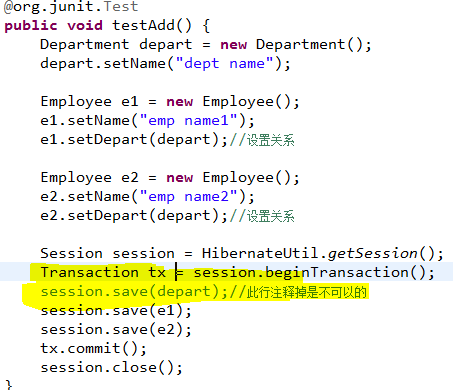 @org.junit.Test
public void testAdd() {
Department depart = new Department();
depart.setName("dept name");
Employee e1 = new Employee();
e1.setName("emp name1");
e1.setDepart(depart);//设置关系
Employee e2 = new Employee();
e2.setName("emp name2");
e2.setDepart(depart);//设置关系
Session session = HibernateUtil.getSession();
Transaction tx = session.beginTransaction();
session.save(depart);//此行注释掉是不可以的
session.save(e1);
session.save(e2);
tx.commit();
session.close();
}